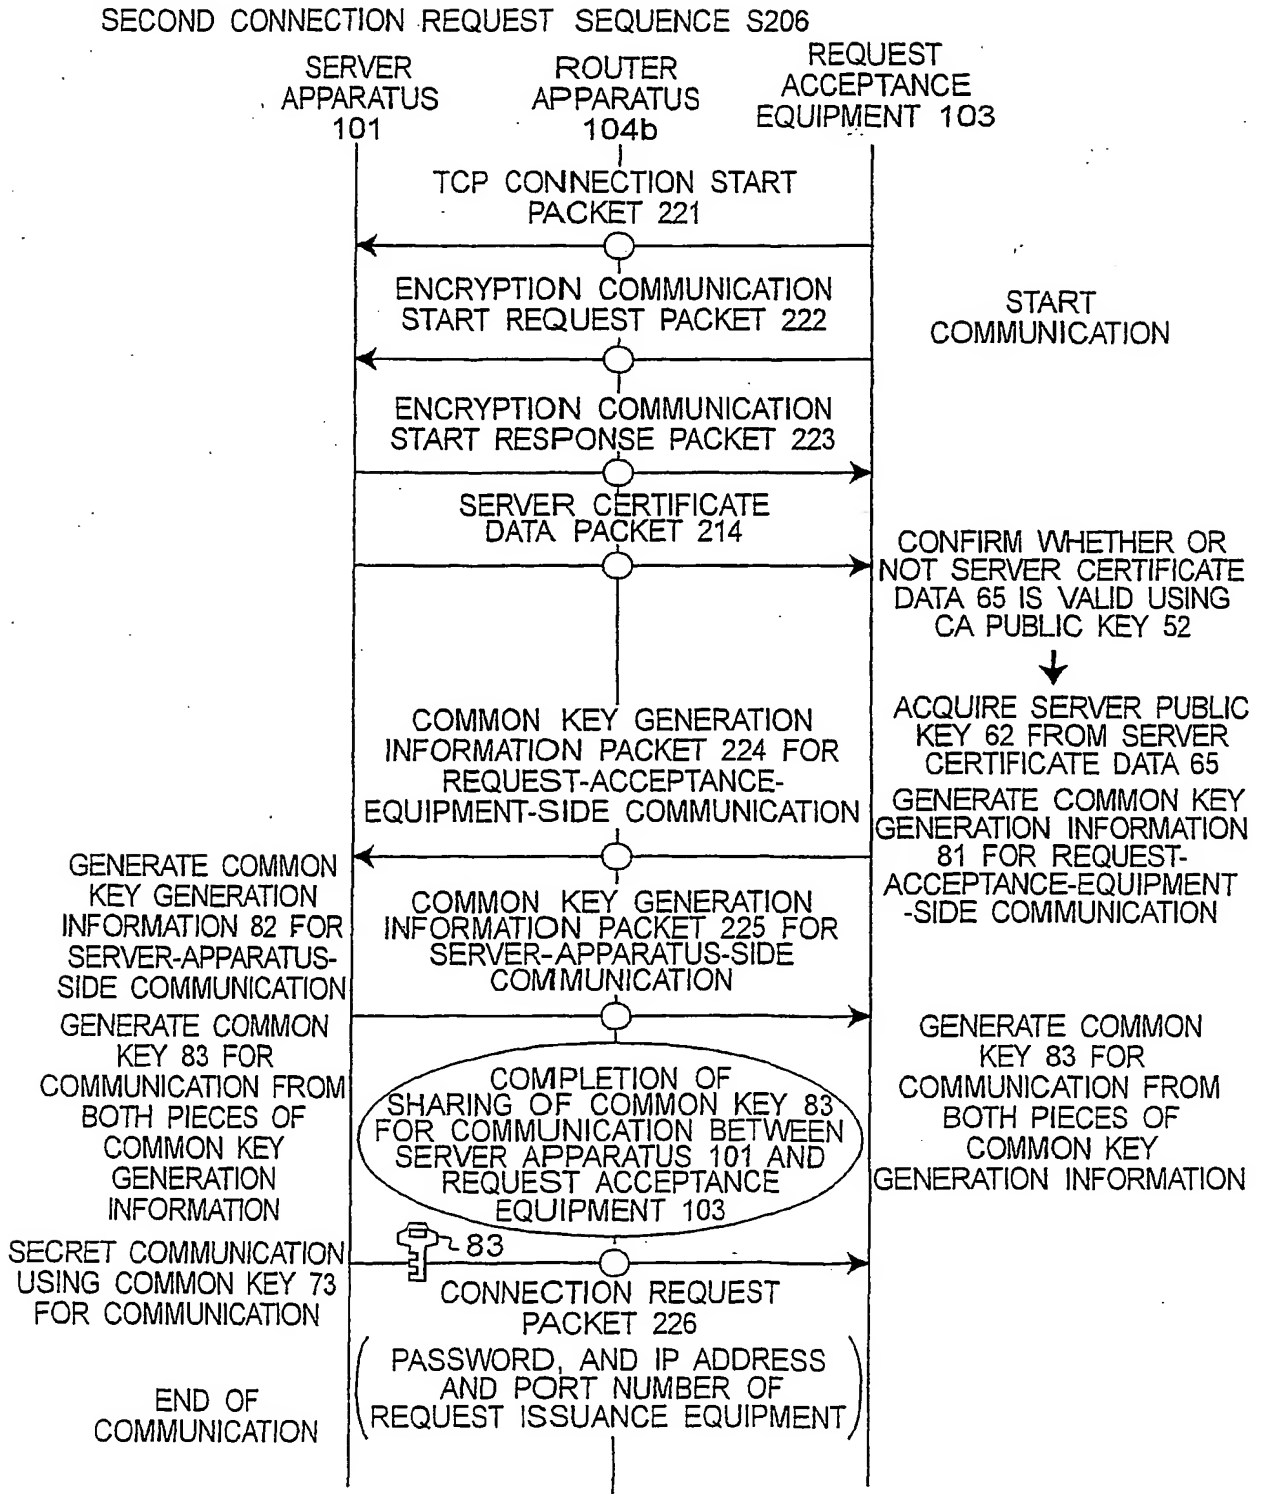 SECOND CONNECTION REQUEST SEQUENCE S206
SERVER
APPARATUS
101
ROUTER
APPARATUS
104b
REQUEST
ACCEPTANCE
EQUIPMENT 103
TCP CONNECTION START
PACKET 221
ENCRYPTION COMMUNICATION
START REQUEST PACKET 222
START
COMMUNICATION
ENCRYPTION COMMUNICATION
START RESPONSE PACKET 223
SERVER CERTIFICATE
DATA PACKET 214
CONFIRM WHETHER OR
NOT SERVER CERTIFICATE
DATA 65 IS VALID USING
CA PUBLIC KEY 52
ACQUIRE SERVER PUBLIC
KEY 62 FROM SERVER
CERTIFICATE DATA 65
COMMON KEY GENERATION
INFORMATION PACKET 224 FOR
REQUEST-ACCEPTANCE-
EQUIPMENT-SIDE COMMUNICATION
GENERATE COMMON KEY
GENERATION INFORMATION
81 FOR REQUEST-
ACCEPTANCE-EQUIPMENT
-SIDE COMMUNICATION
GENERATE COMMON
KEY GENERATION
INFORMATION 82 FOR
SERVER-APPARATUS-
SIDE COMMUNICATION
COMMON KEY GENERATION
INFORMATION PACKET 225 FOR
SERVER-APPARATUS-SIDE
COMMUNICATION
GENERATE COMMON
KEY 83 FOR
COMMUNICATION FROM
BOTH PIECES OF
COMMON KEY
GENERATION
INFORMATION
COMPLETION OF
SHARING OF COMMON KEY 83
FOR COMMUNICATION BETWEEN
SERVER APPARATUS 101 AND
REQUEST ACCEPTANCE
EQUIPMENT 103
GENERATE COMMON
KEY 83 FOR
COMMUNICATION FROM
BOTH PIECES OF
COMMON KEY
GENERATION INFORMATION
SECRET COMMUNICATION
USING COMMON KEY 73
FOR COMMUNICATION
83
CONNECTION REQUEST
PACKET 226
(PASSWORD, AND IP ADDRESS
AND PORT NUMBER OF
REQUEST ISSUANCE EQUIPMENT)
END OF
COMMUNICATION